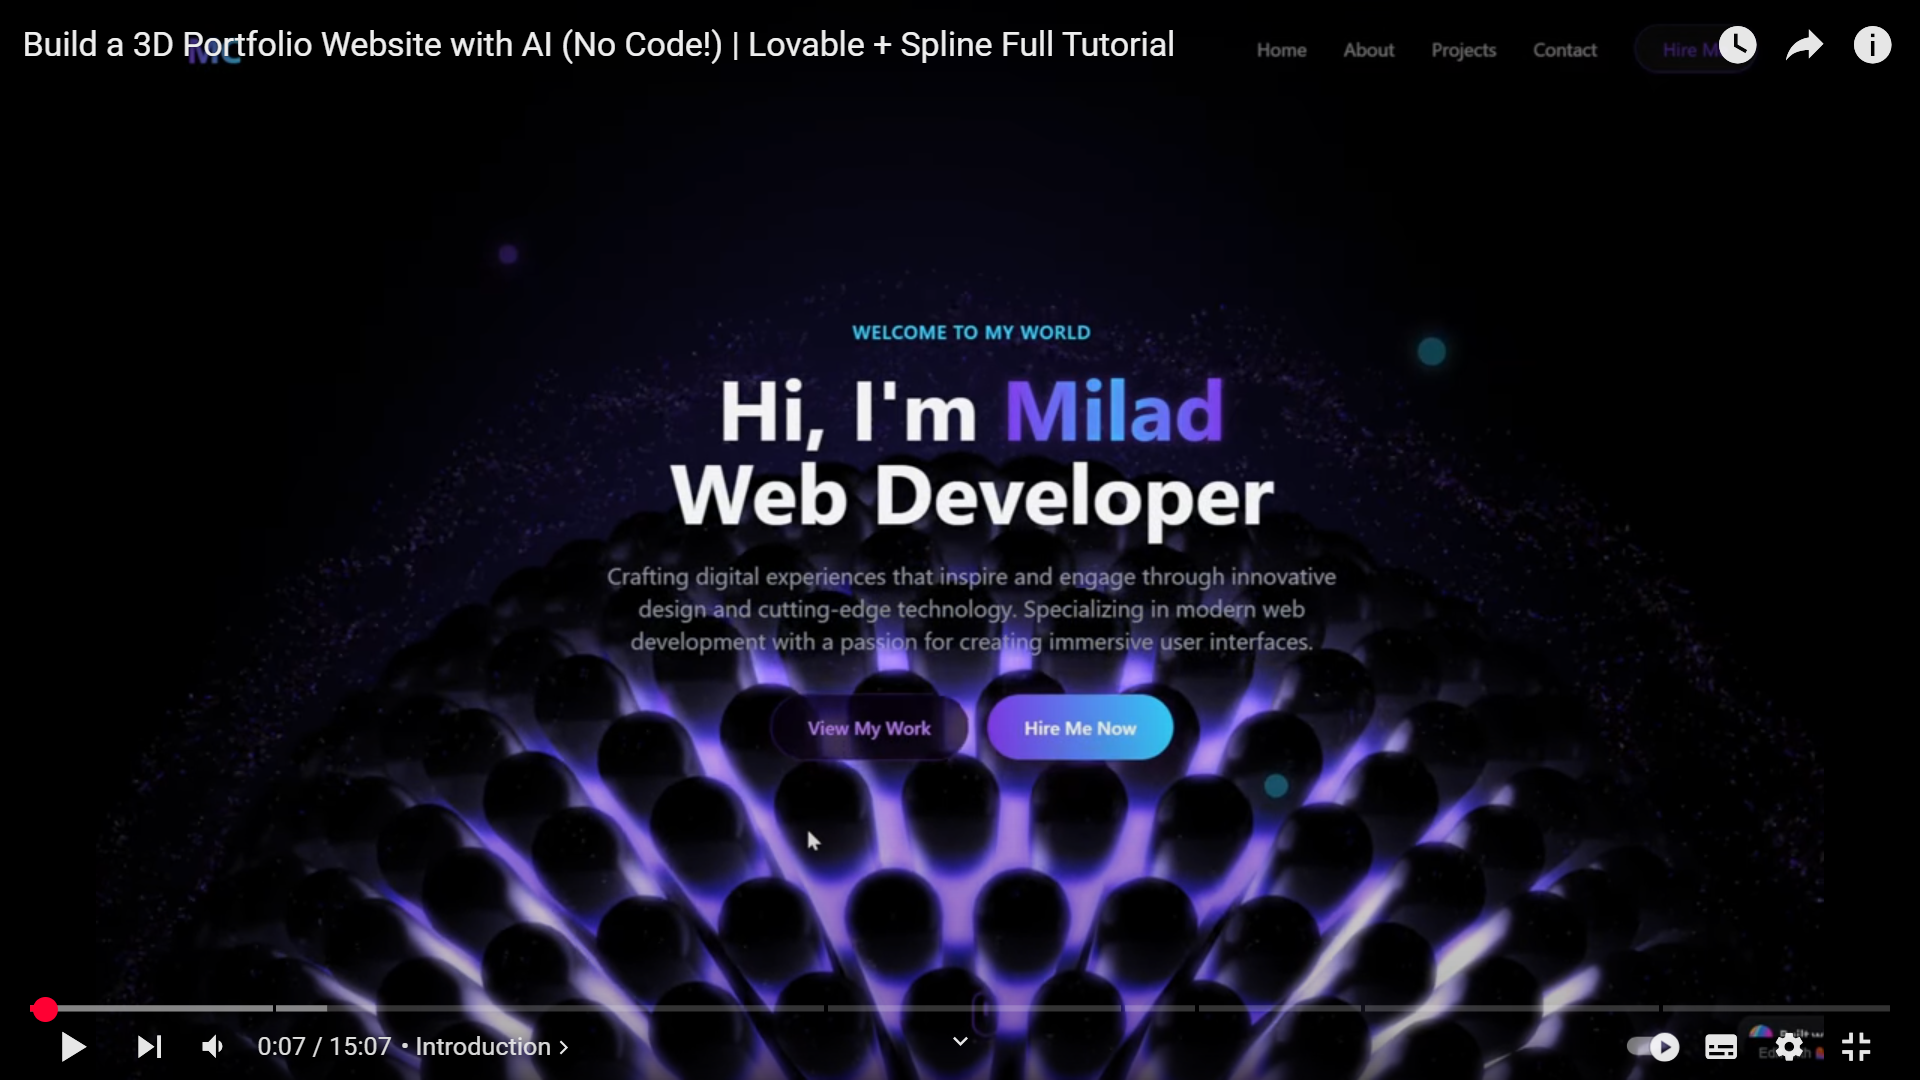 Build a 3D Portfolio Website with AI (No Code!) | Lovable + Spline Full Tutorial
MC
Home About Projects Contact Hire
WELCOME TO MY WORLD
Hi, I'm Milad
Web Developer
Crafting digital experiences that inspire and engage through innovative
design and cutting-edge technology. Specializing in modern web
development with a passion for creating immersive user interfaces.
View My Work Hire Me Now
0:07 / 15:07 • Introduction